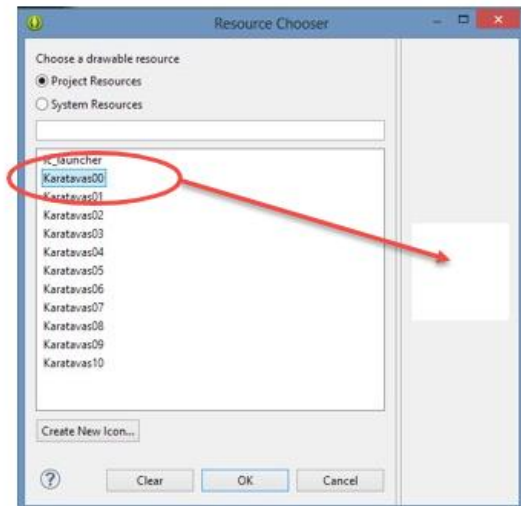 Resource Chooser
Choose a drawable resource
Project Resources
System Resources
ic_launcher
Karatavas00
Karatavas01
Karatavas02
Karatavas03
Karatavas04
Karatavas05
Karatavas06
Karatavas07
Karatavas08
Karatavas09
Karatavas10
Create New Icon...
?
Clear
OK
Cancel